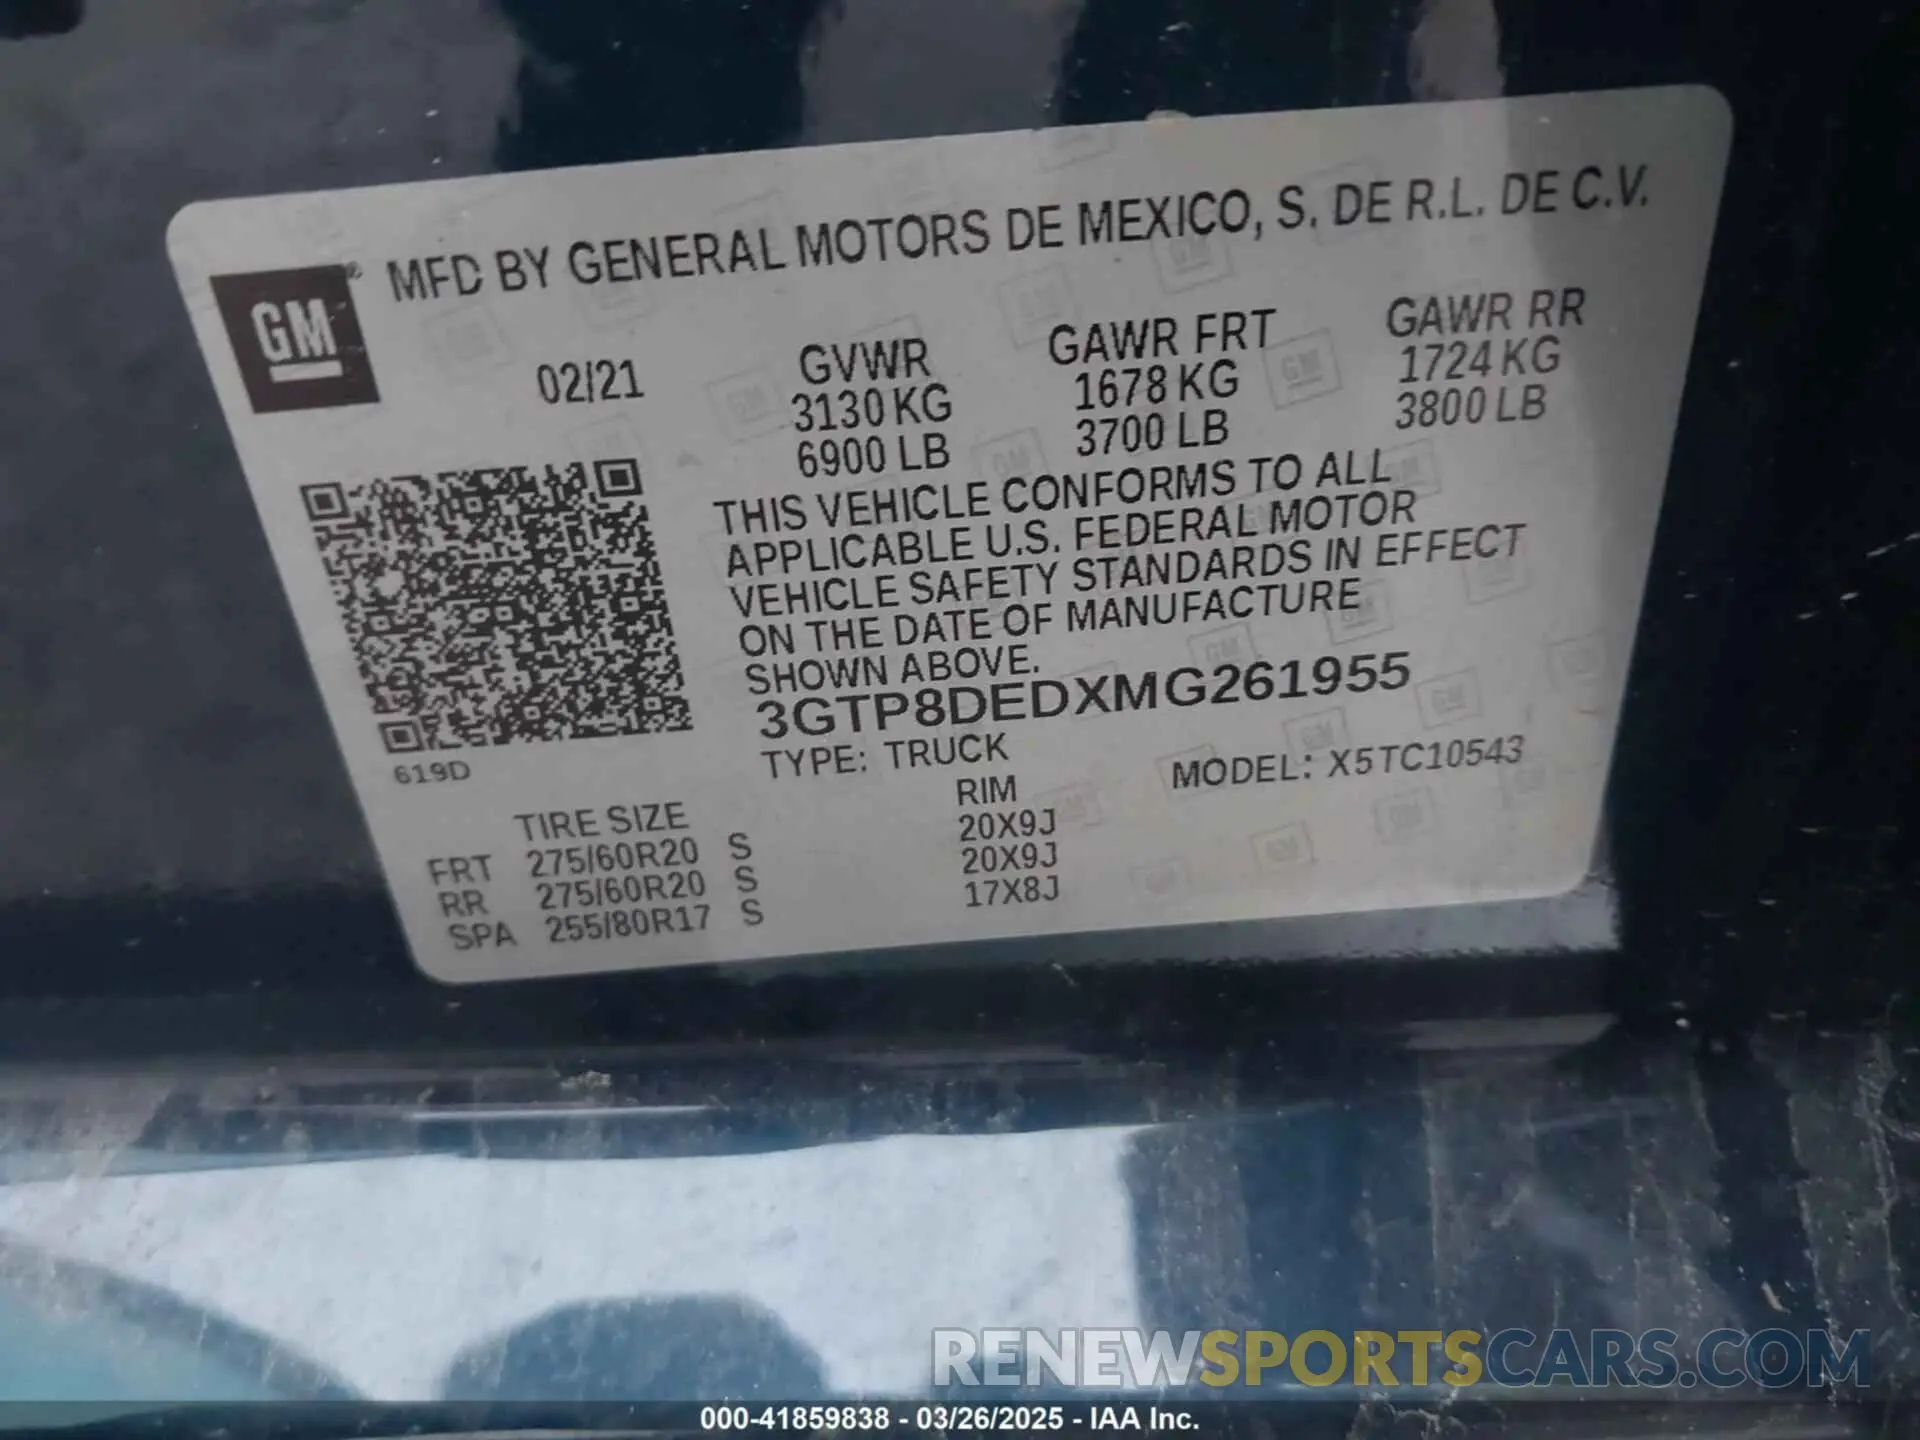 MFD BY GENERAL MOTORS DE MEXICO, S. DE R.L. DE C.V.
GM ®
02/21 GVWR GAWR FRT GAWR RR
3130 KG 1678 KG 1724 KG
6900 LB 3700 LB 3800 LB
THIS VEHICLE CONFORMS TO ALL
APPLICABLE U.S. FEDERAL MOTOR
VEHICLE SAFETY STANDARDS IN EFFECT
ON THE DATE OF MANUFACTURE
SHOWN ABOVE.
3GTP8DEDXMG261955
619D
TYPE: TRUCK MODEL: X5TC10543
TIRE SIZE RIM
FRT 275/60R20 S 20X9J
RR 275/60R20 S 20X9J
SPA 255/80R17 S 17X8J
RENEWSPORTSCARS.COM
000-41859838 - 03/26/2025 - IAA Inc.